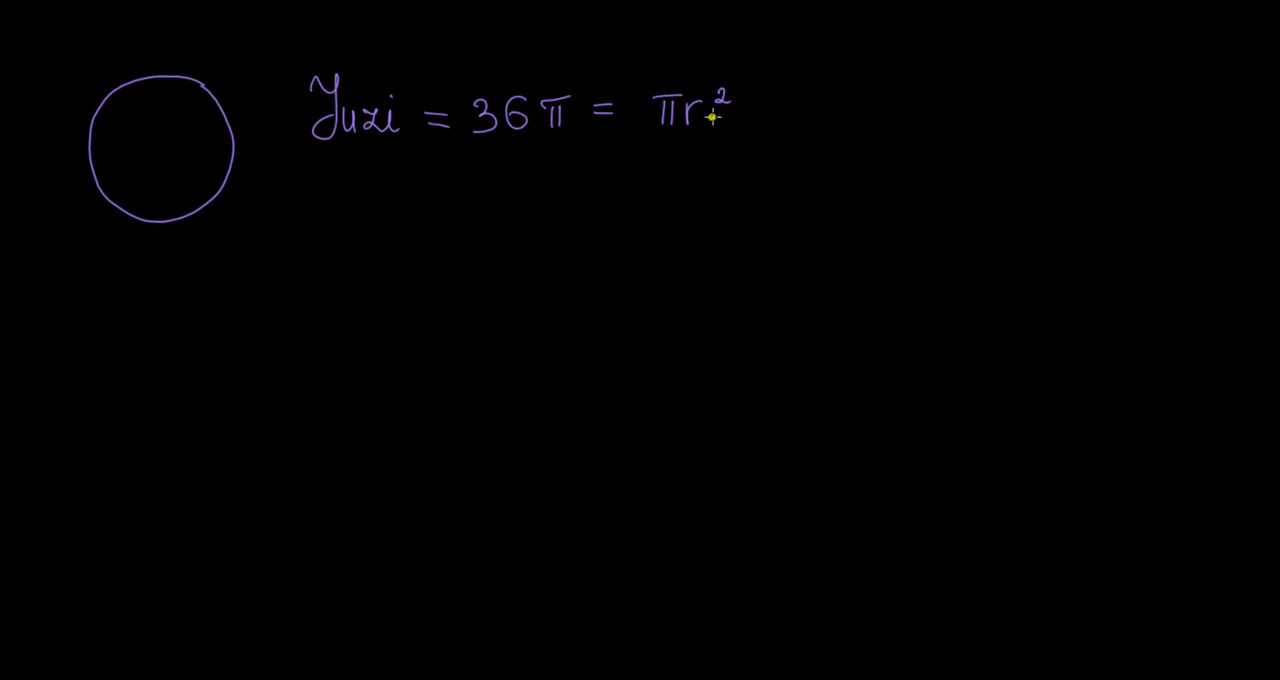 Yuzi = 36π = πr²